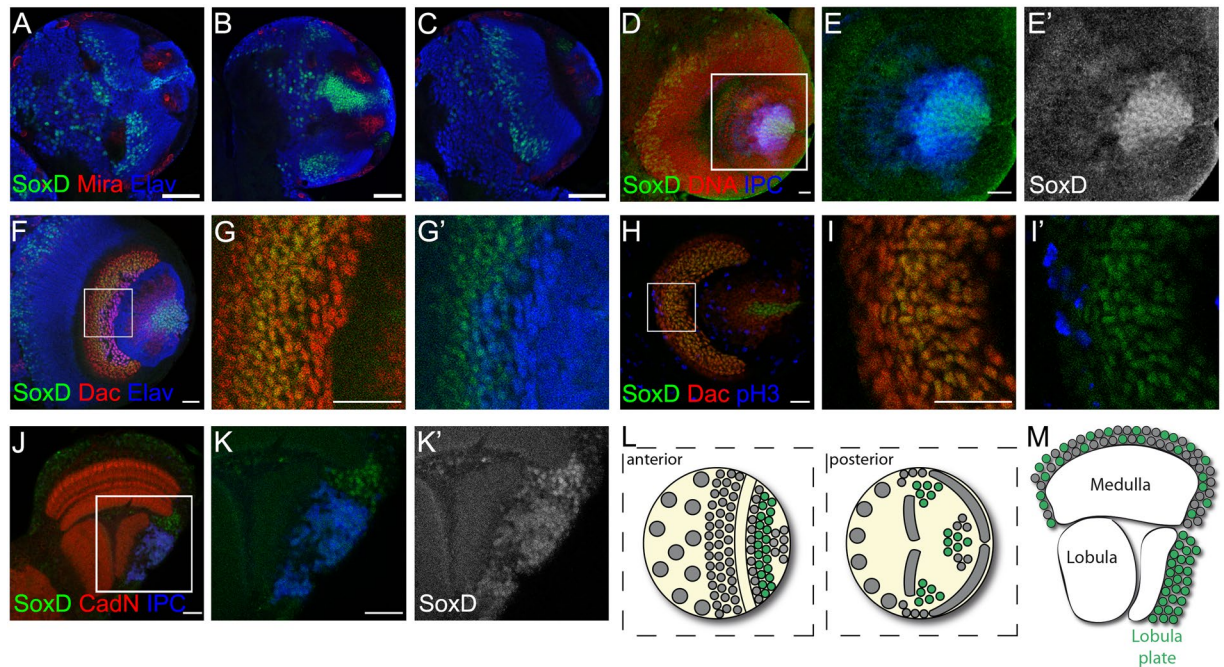 A
SoxD Mira Elav
B
C
D
SoxD DNA IPC
E
E'
SoxD
F
SoxD Dac Elav
G
G'
H
SoxD Dac pH3
I
I'
J
SoxD CadN IPC
K
K'
SoxD
L
anterior
posterior
M
Medulla
Lobula
Lobula
plate